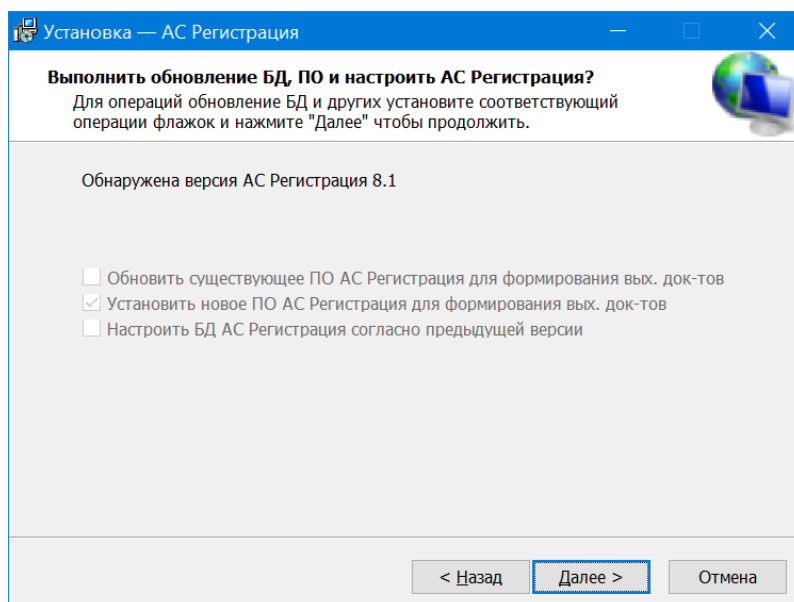 Установка — АС Регистрация
Выполнить обновление БД, ПО и настроить АС Регистрация?
Для операций обновление БД и других установите соответствующий
операции флажок и нажмите "Далее" чтобы продолжить.
Обнаружена версия АС Регистрация 8.1
Обновить существующее ПО АС Регистрация для формирования вых. док-тов
Установить новое ПО АС Регистрация для формирования вых. док-тов
Настроить БД АС Регистрация согласно предыдущей версии
< Назад Далее > Отмена